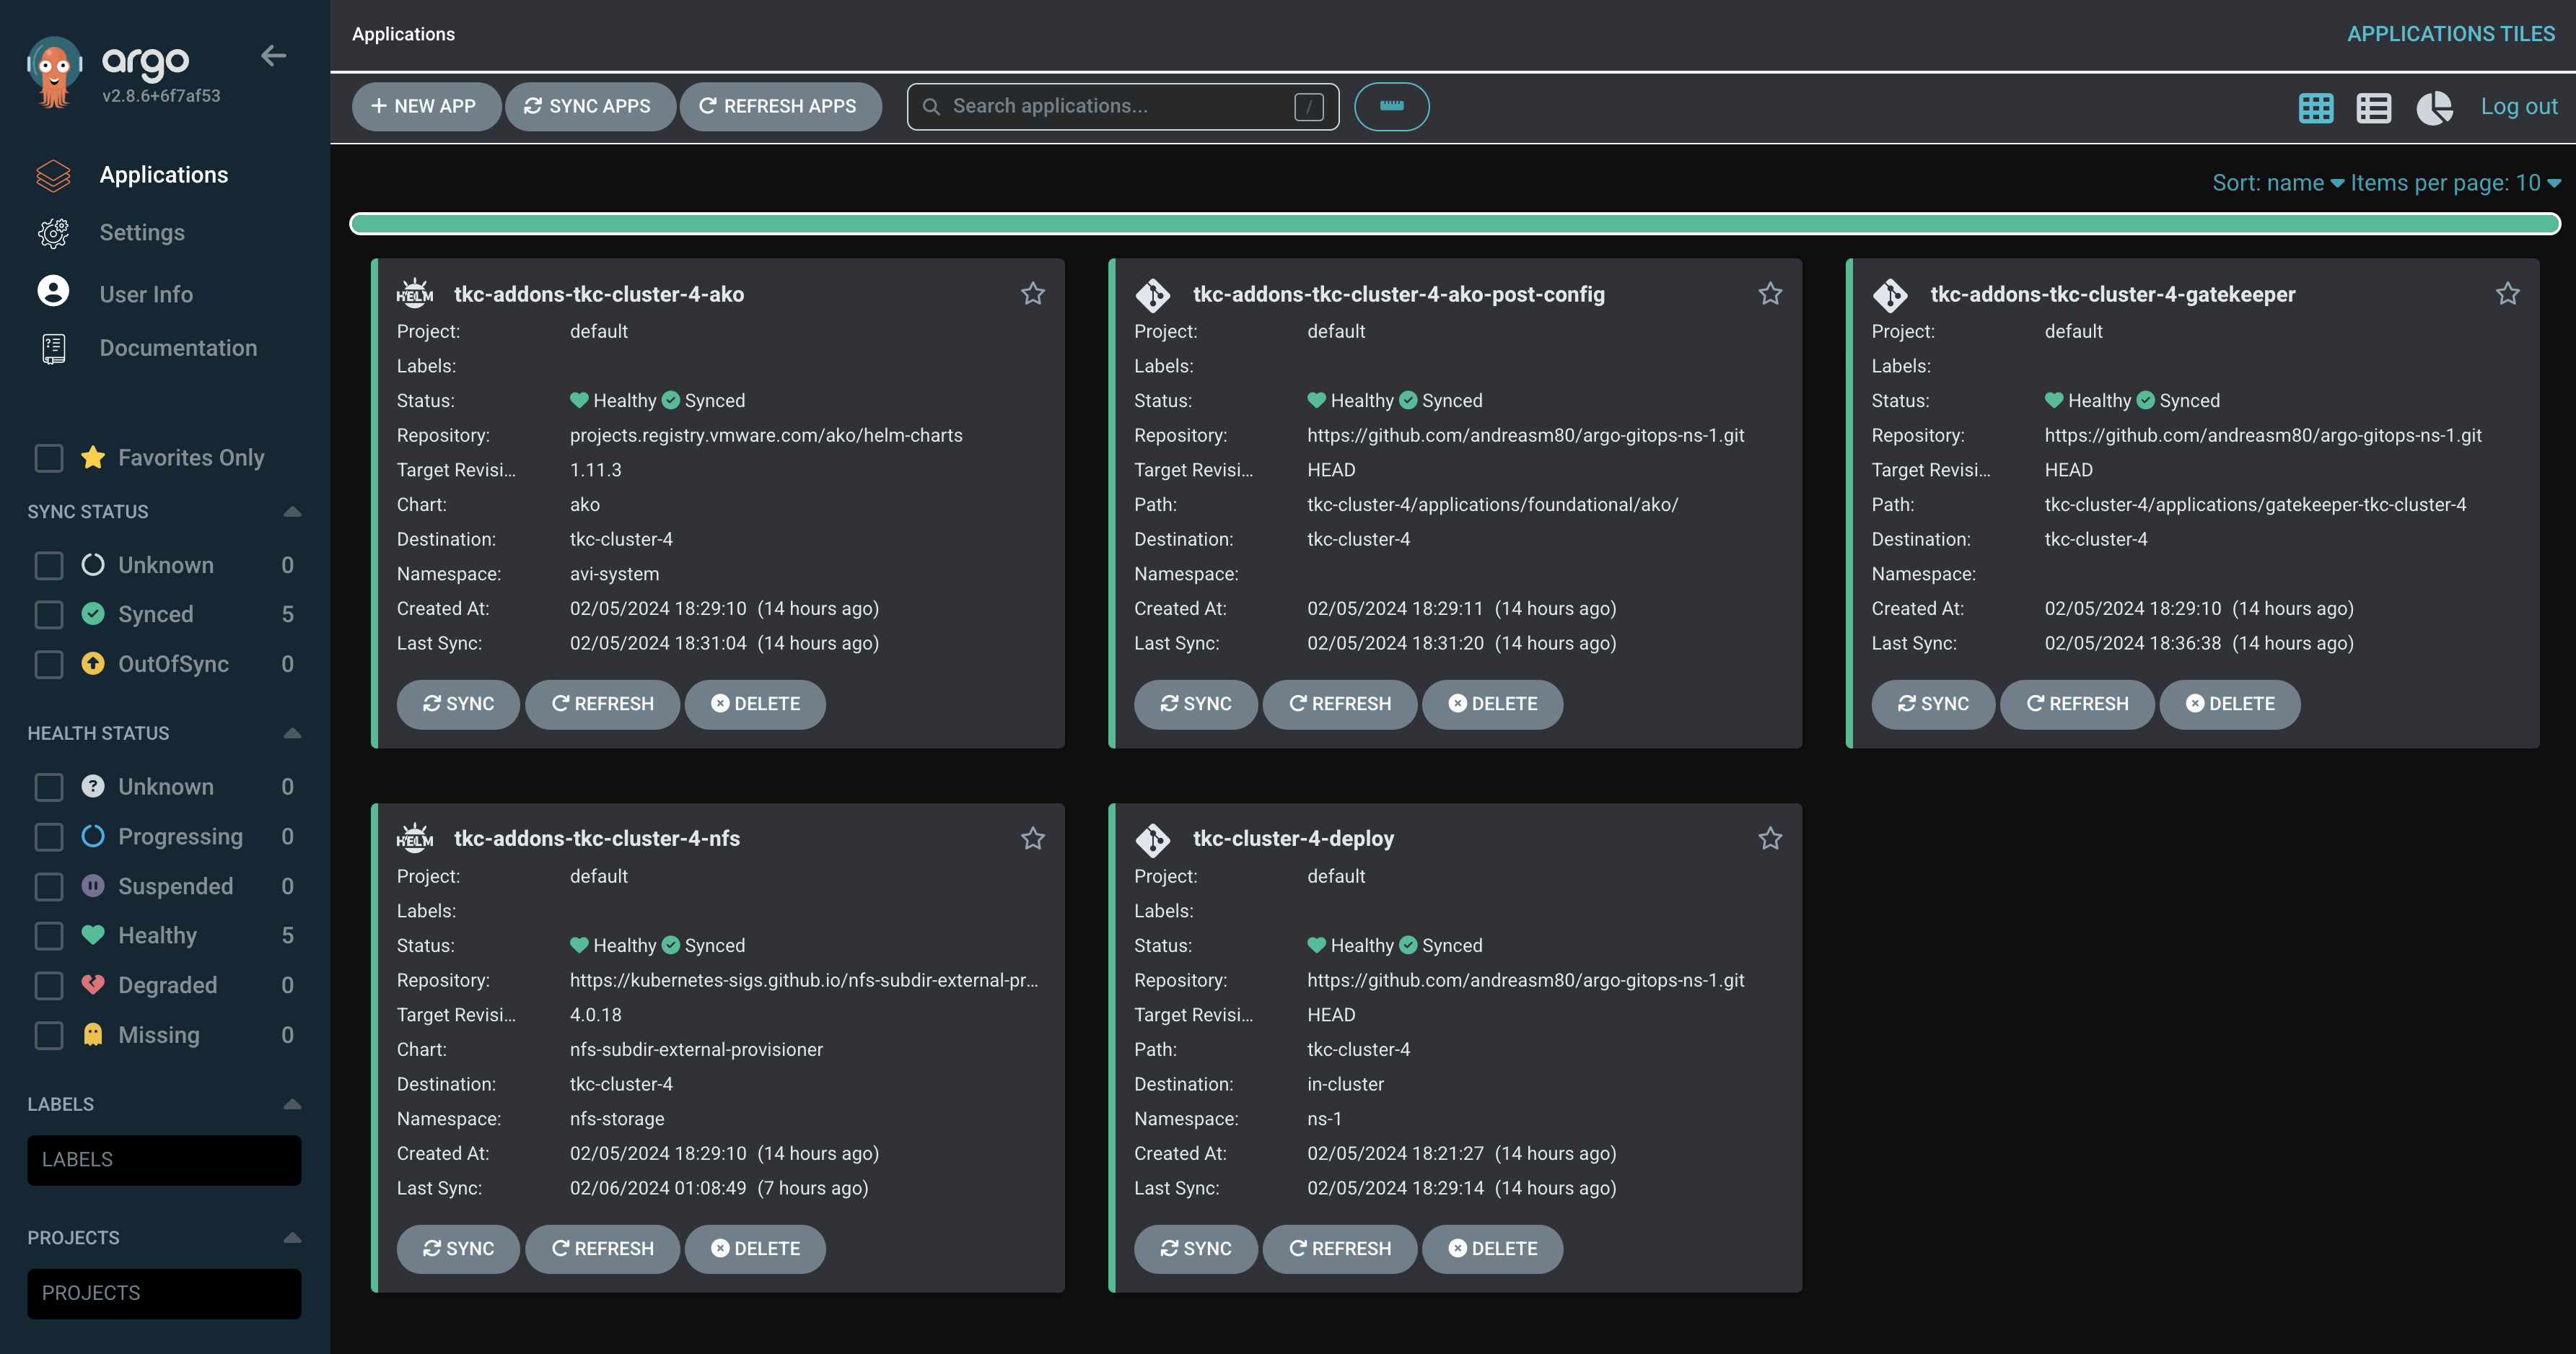 argo
v2.8.6+6f7af53
Applications
Settings
User Info
Documentation
Favorites Only
SYNC STATUS
Unknown 0
Synced 5
OutOfSync 0
HEALTH STATUS
Unknown 0
Progressing 0
Suspended 0
Healthy 5
Degraded 0
Missing 0
LABELS
LABELS
PROJECTS
PROJECTS
Applications
APPLICATIONS TILES
+ NEW APP SYNC APPS REFRESH APPS Search applications... / Log out
Sort: name Items per page: 10
HELM tkc-addons-tkc-cluster-4-ako
Project: default
Labels:
Status: Healthy Synced
Repository: projects.registry.vmware.com/ako/helm-charts
Target Revisi... 1.11.3
Chart: ako
Destination: tkc-cluster-4
Namespace: avi-system
Created At: 02/05/2024 18:29:10 (14 hours ago)
Last Sync: 02/05/2024 18:31:04 (14 hours ago)
SYNC REFRESH DELETE
tkc-addons-tkc-cluster-4-ako-post-config
Project: default
Labels:
Status: Healthy Synced
Repository: https://github.com/andreasm80/argo-gitops-ns-1.git
Target Revisi... HEAD
Path: tkc-cluster-4/applications/foundational/ako/
Destination: tkc-cluster-4
Namespace:
Created At: 02/05/2024 18:29:11 (14 hours ago)
Last Sync: 02/05/2024 18:31:20 (14 hours ago)
SYNC REFRESH DELETE
tkc-addons-tkc-cluster-4-gatekeeper
Project: default
Labels:
Status: Healthy Synced
Repository: https://github.com/andreasm80/argo-gitops-ns-1.git
Target Revisi... HEAD
Path: tkc-cluster-4/applications/gatekeeper-tkc-cluster-4
Destination: tkc-cluster-4
Namespace:
Created At: 02/05/2024 18:29:10 (14 hours ago)
Last Sync: 02/05/2024 18:36:38 (14 hours ago)
SYNC REFRESH DELETE
HELM tkc-addons-tkc-cluster-4-nfs
Project: default
Labels:
Status: Healthy Synced
Repository: https://kubernetes-sigs.github.io/nfs-subdir-external-pr...
Target Revisi... 4.0.18
Chart: nfs-subdir-external-provisioner
Destination: tkc-cluster-4
Namespace: nfs-storage
Created At: 02/05/2024 18:29:10 (14 hours ago)
Last Sync: 02/06/2024 01:08:49 (7 hours ago)
SYNC REFRESH DELETE
tkc-cluster-4-deploy
Project: default
Labels:
Status: Healthy Synced
Repository: https://github.com/andreasm80/argo-gitops-ns-1.git
Target Revisi... HEAD
Path: tkc-cluster-4
Destination: in-cluster
Namespace: ns-1
Created At: 02/05/2024 18:21:27 (14 hours ago)
Last Sync: 02/05/2024 18:29:14 (14 hours ago)
SYNC REFRESH DELETE